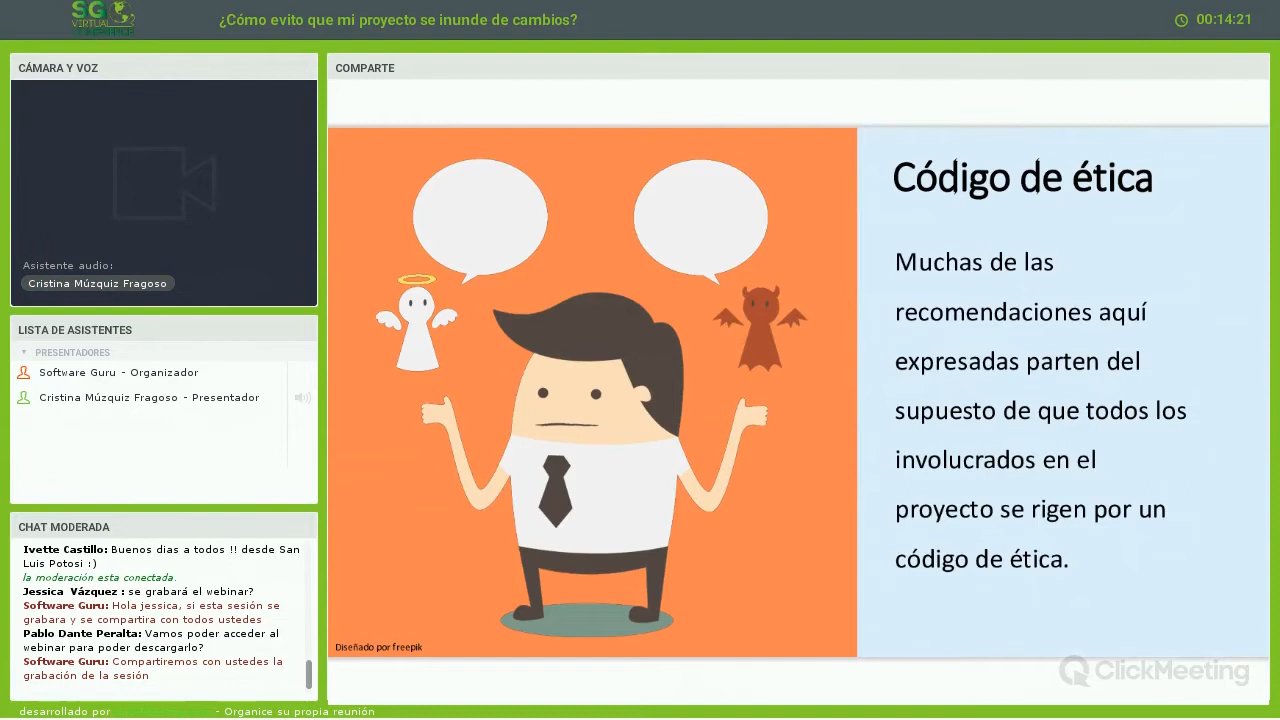 SG
VIRTUAL
CONFERENCE
¿Cómo evito que mi proyecto se inunde de cambios?
00:14:21
CÁMARA Y VOZ
Asistente audio:
Cristina Múzquiz Fragoso
LISTA DE ASISTENTES
PRESENTADORES
Software Guru - Organizador
Cristina Múzquiz Fragoso - Presentador
CHAT MODERADA
Ivette Castillo: Buenos dias a todos !! desde San
Luis Potosi :)
la moderación esta conectada.
Jessica Vázquez : se grabará el webinar?
Software Guru: Hola jessica, si esta sesión se
grabara y se compartira con todos ustedes
Pablo Dante Peralta: Vamos poder acceder al
webinar para poder descargarlo?
Software Guru: Compartiremos con ustedes la
grabación de la sesión
COMPARTE
Código de ética
Muchas de las
recomendaciones aquí
expresadas parten del
supuesto de que todos los
involucrados en el
proyecto se rigen por un
código de ética.
Diseñado por freepik
ClickMeeting
desarrollado por - Organice su propia reunión